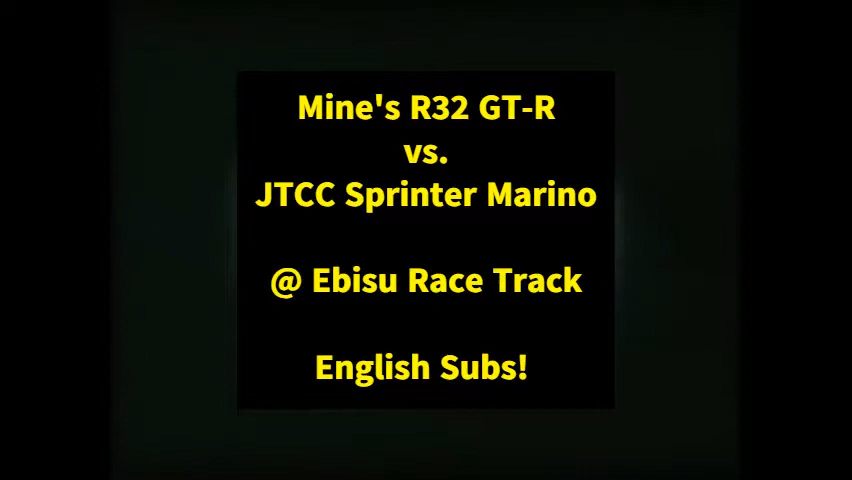 Mine's R32 GT-R
vs.
JTCC Sprinter Marino
@ Ebisu Race Track
English Subs!